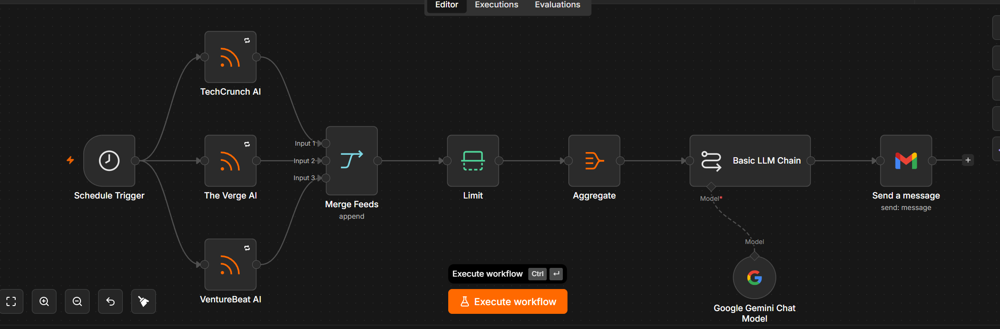 Editor
Executions
Evaluations
TechCrunch AI
Schedule Trigger
The Verge AI
VentureBeat AI
Input 1
Input 2
Input 3
Merge Feeds
append
Limit
Aggregate
Basic LLM Chain
Model*
Model
Google Gemini Chat
Model
Send a message
send: message
+
Execute workflow Ctrl ↵
Execute workflow